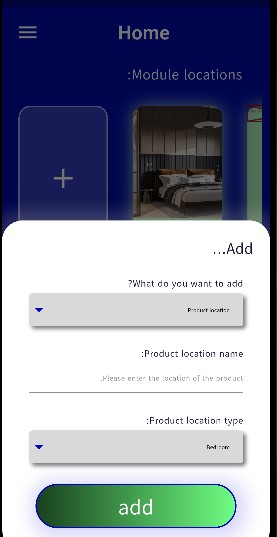 Home
:Module locations
+
...Add
?What do you want to add
Product location
:Product location name
.Please enter the location of the product
:Product location type
Bedroom
add